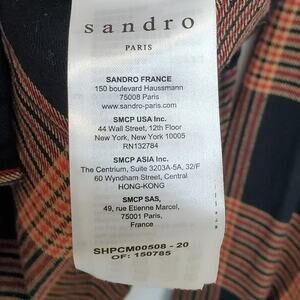 sandro
PARIS
SANDRO FRANCE
150 boulevard Haussmann
75008 Paris
www.sandro-paris.com
SMCP USA Inc.
44 Wall Street, 12th Floor
New York, New York 10005
RN132784
SMCP ASIA Inc.
The Centrium, Suite 3203A-5A, 32/F
60 Wyndham Street, Central
HONG-KONG
SMCP SAS,
49, rue Etienne Marcel,
75001 Paris,
France
SHPCM00508 - 20
OF: 150785